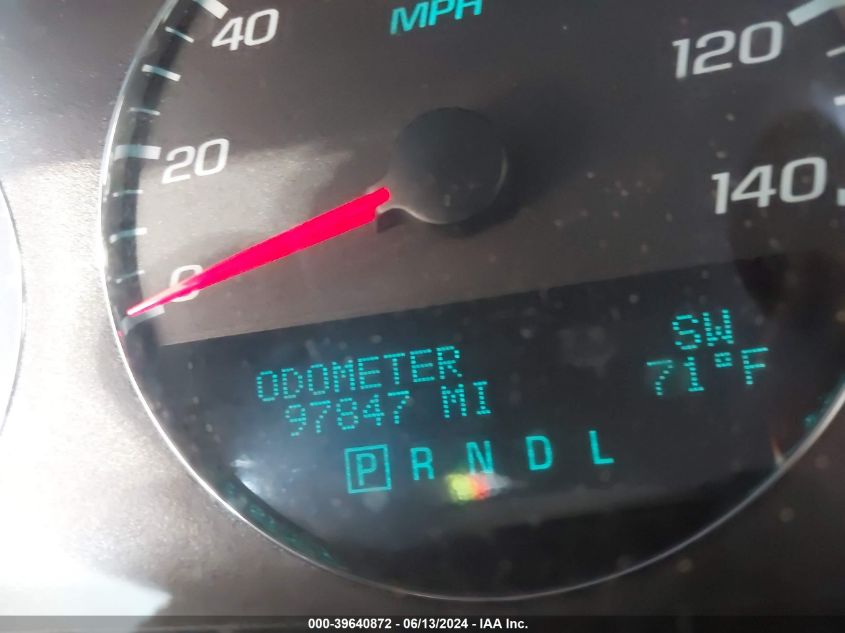 40
MPH
120
20
140
0
SW
ODOMETER
71°F
97847 MI
P R N D L
000-39640872 - 06/13/2024 - IAA Inc.